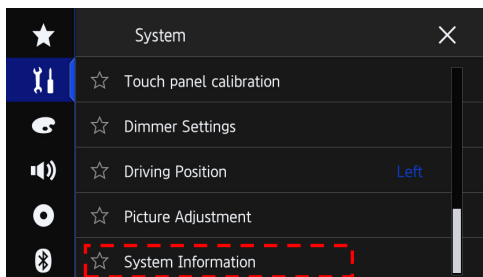 System
Touch panel calibration
Dimmer Settings
Driving Position Left
Picture Adjustment
System Information